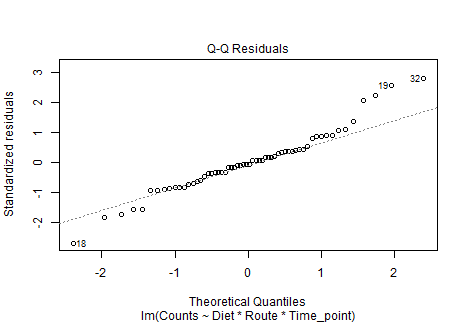 Q-Q Residuals
Standardized residuals
3
2
1
0
-1
-2
19
32
18
-2 -1 0 1 2
Theoretical Quantiles
lm(Counts ~ Diet * Route * Time_point)